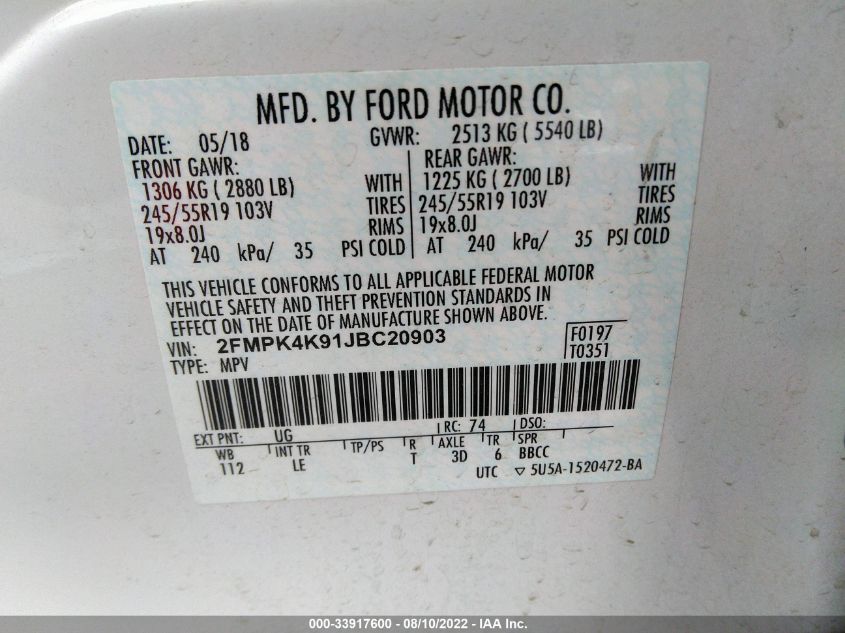 MFD. BY FORD MOTOR CO.
DATE: 05/18 GVWR: 2513 KG ( 5540 LB)
FRONT GAWR: REAR GAWR:
1306 KG ( 2880 LB) WITH 1225 KG ( 2700 LB) WITH
245/55R19 103V TIRES 245/55R19 103V TIRES
19x8.0J RIMS 19x8.0J RIMS
AT 240 kPa/ 35 PSI COLD AT 240 kPa/ 35 PSI COLD
THIS VEHICLE CONFORMS TO ALL APPLICABLE FEDERAL MOTOR
VEHICLE SAFETY AND THEFT PREVENTION STANDARDS IN
EFFECT ON THE DATE OF MANUFACTURE SHOWN ABOVE.
VIN: 2FMPK4K91JBC20903 F0197
TYPE: MPV T0351
EXT PNT: UG RC: 74 DSO:
WB INT TR TP/PS R AXLE TR SPR
112 LE T 3D 6 BBCC
UTC ▽ 5U5A-1520472-BA
000-33917600 - 08/10/2022 - IAA Inc.